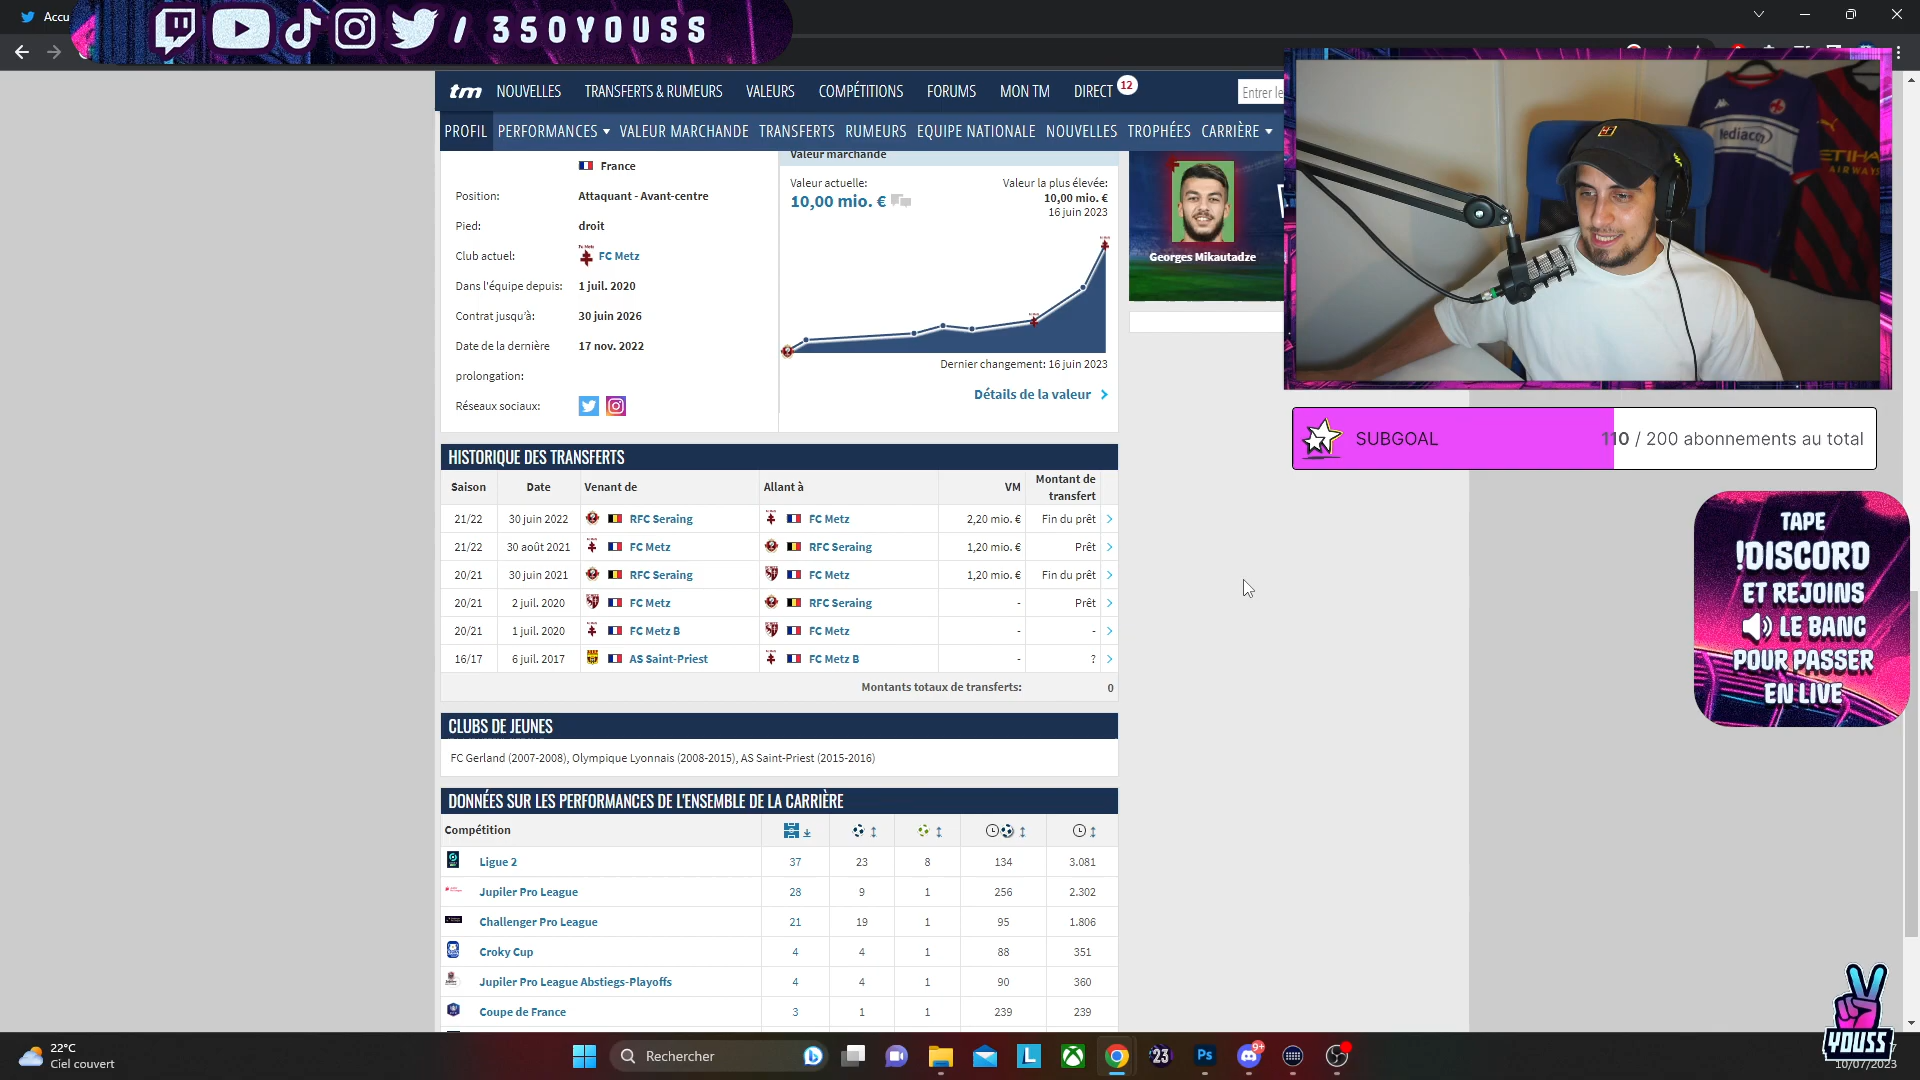 Accu
/ 350YOUSS
tm NOUVELLES TRANSFERTS & RUMEURS VALEURS COMPÉTITIONS FORUMS MON TM DIRECT 12
Entrer le
PROFIL PERFORMANCES VALEUR MARCHANDE TRANSFERTS RUMEURS EQUIPE NATIONALE NOUVELLES TROPHÉES CARRIÈRE
France
Position: Attaquant - Avant-centre
Pied: droit
Club actuel: FC Metz
Dans l'équipe depuis: 1 juil. 2020
Contrat jusqu'à: 30 juin 2026
Date de la dernière prolongation: 17 nov. 2022
Réseaux sociaux:
Valeur marchande
Valeur actuelle:
10,00 mio. €
Valeur la plus élevée:
10,00 mio. €
16 juin 2023
Dernier changement: 16 juin 2023
Détails de la valeur
Georges Mikautadze
Mediacom
ETIHAD
AIRWAYS
SUBGOAL 110 / 200 abonnements au total
TAPE
!DISCORD
ET REJOINS
LE BANC
POUR PASSER
EN LIVE
HISTORIQUE DES TRANSFERTS
Saison Date Venant de Allant à VM Montant de transfert
21/22 30 juin 2022 RFC Seraing FC Metz 2,20 mio. € Fin du prêt
21/22 30 août 2021 FC Metz RFC Seraing 1,20 mio. € Prêt
20/21 30 juin 2021 RFC Seraing FC Metz 1,20 mio. € Fin du prêt
20/21 2 juil. 2020 FC Metz RFC Seraing - Prêt
20/21 1 juil. 2020 FC Metz B FC Metz - -
16/17 6 juil. 2017 AS Saint-Priest FC Metz B - ?
Montants totaux de transferts: 0
CLUBS DE JEUNES
FC Gerland (2007-2008), Olympique Lyonnais (2008-2015), AS Saint-Priest (2015-2016)
DONNÉES SUR LES PERFORMANCES DE L'ENSEMBLE DE LA CARRIÈRE
Compétition
Ligue 2 37 23 8 134 3.081
Jupiler Pro League 28 9 1 256 2.302
Challenger Pro League 21 19 1 95 1.806
Croky Cup 4 4 1 88 351
Jupiler Pro League Abstiegs-Playoffs 4 4 1 90 360
Coupe de France 3 1 1 239 239
YOUSS
22°C
Ciel couvert
Rechercher
L
23
Ps
9+
10/07/2023